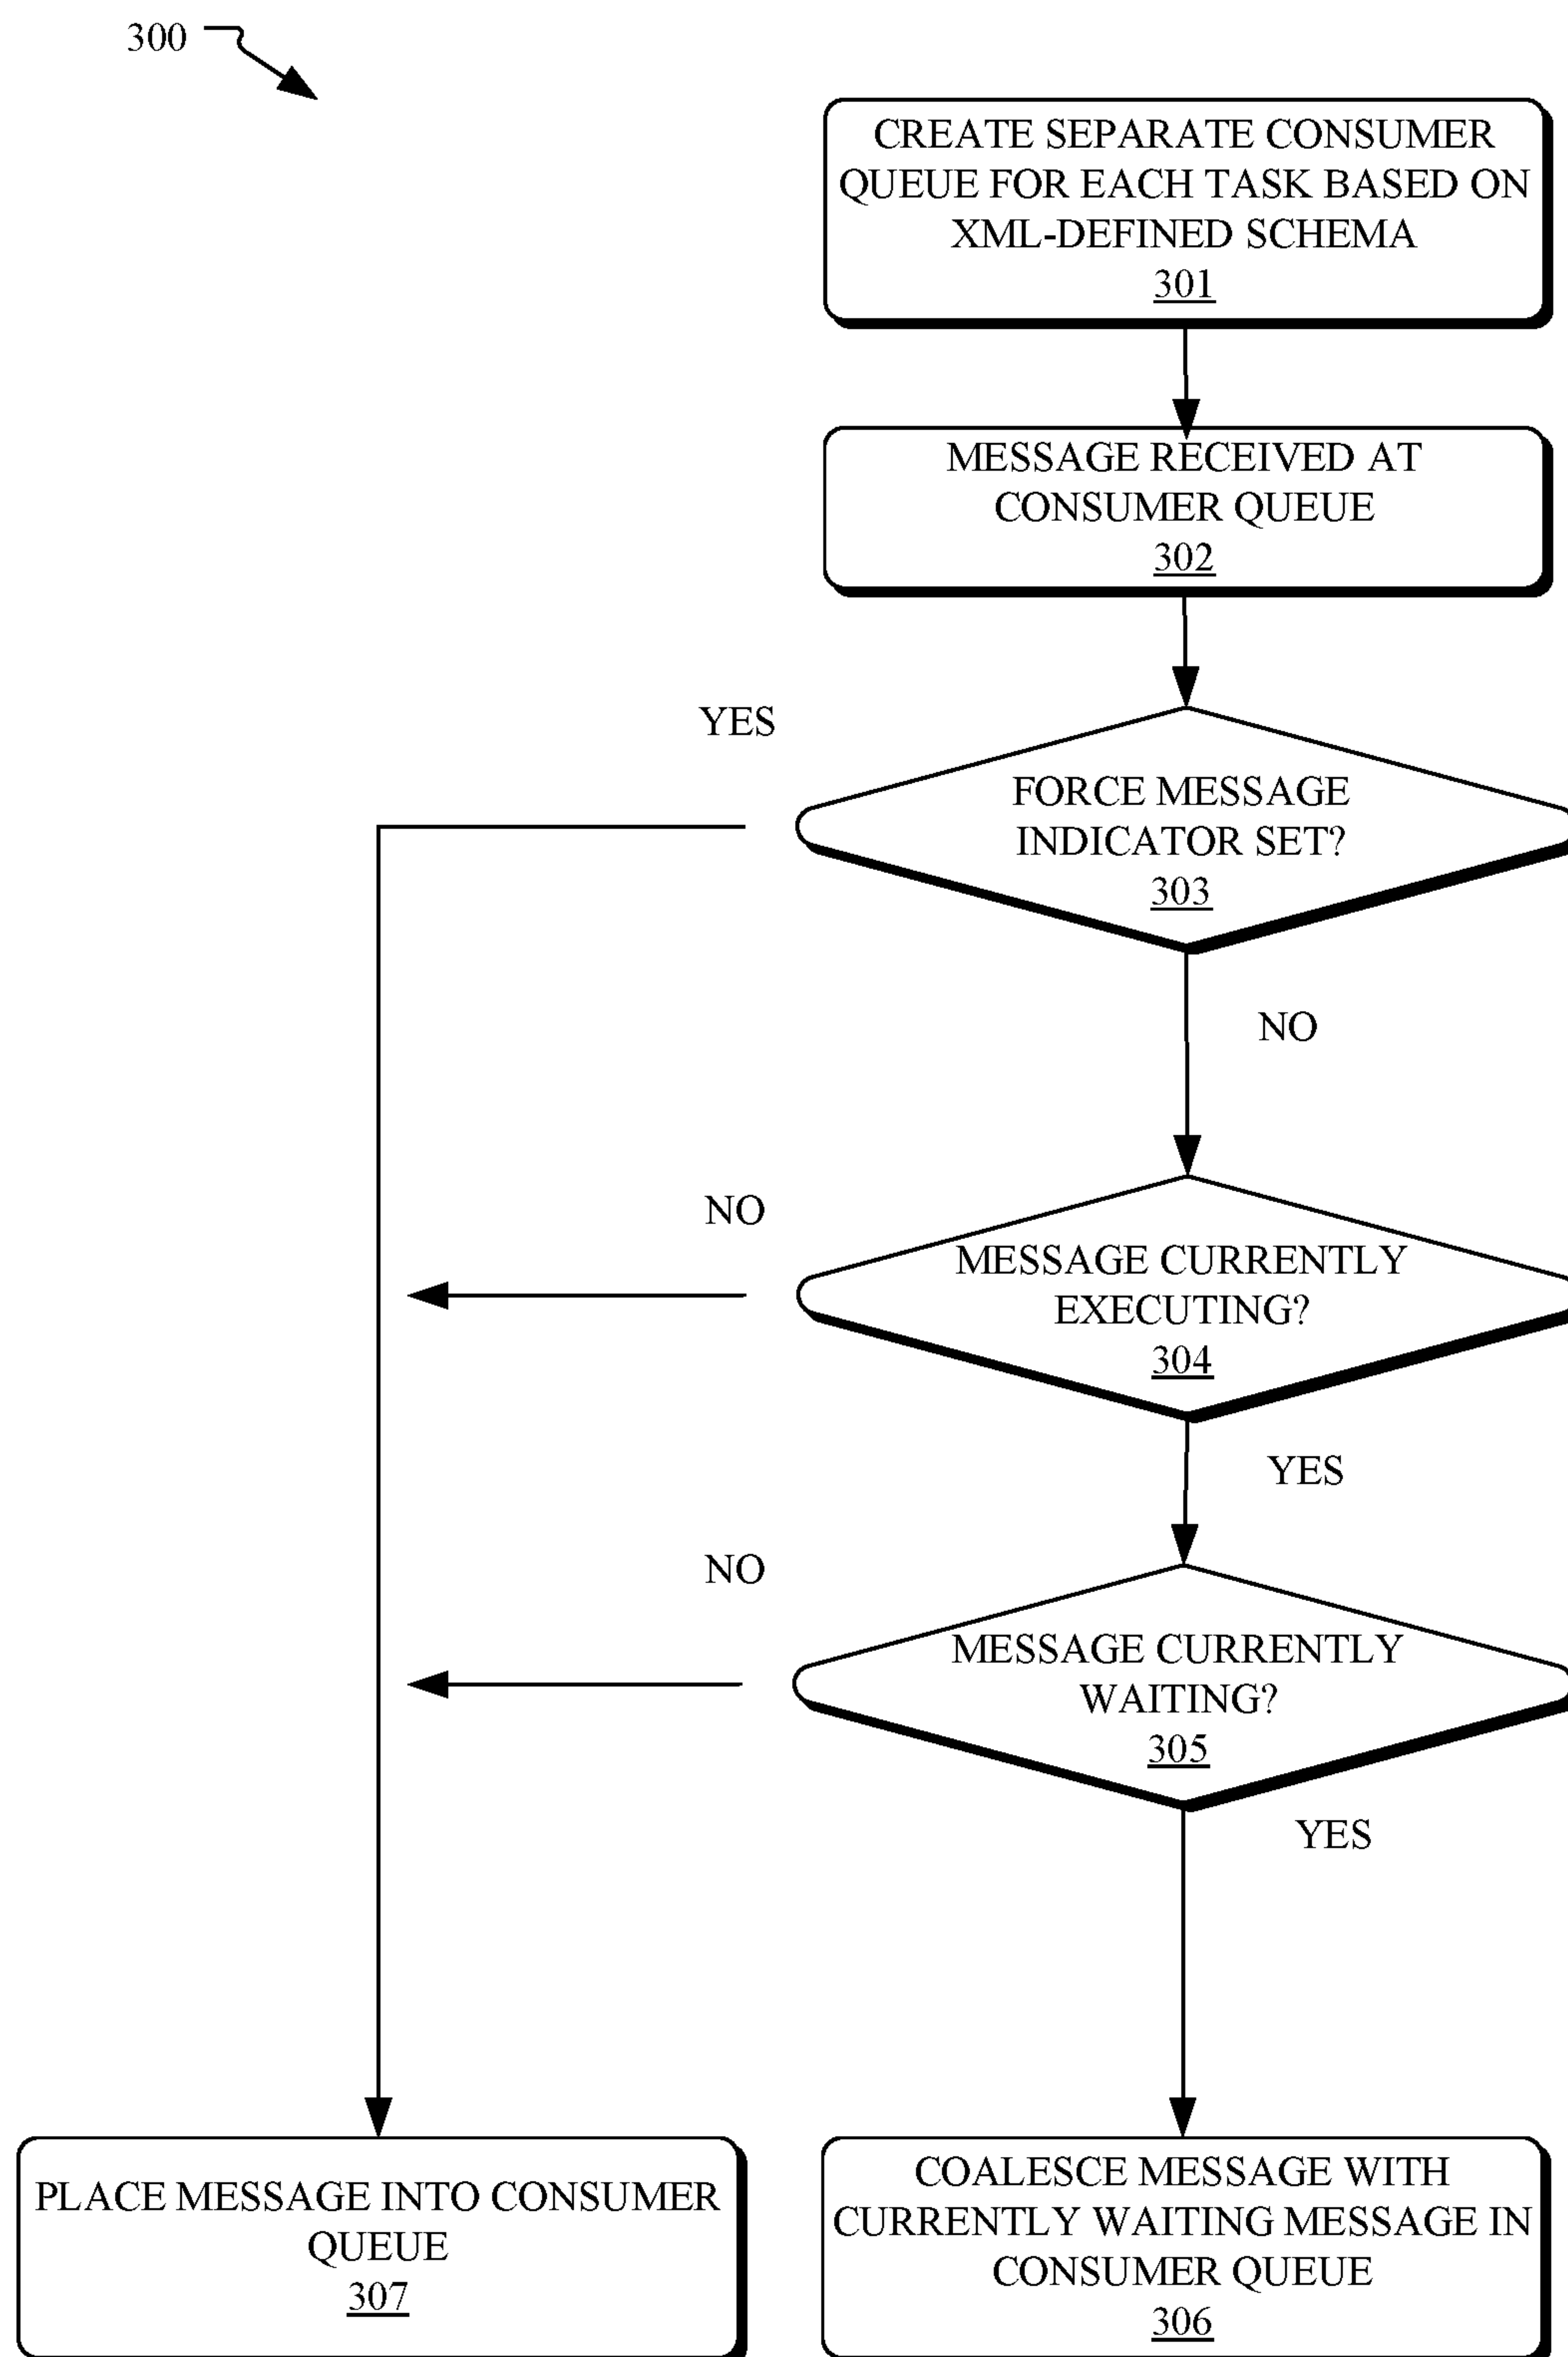 300
CREATE SEPARATE CONSUMER
QUEUE FOR EACH TASK BASED ON
XML-DEFINED SCHEMA
301
MESSAGE RECEIVED AT
CONSUMER QUEUE
302
YES
FORCE MESSAGE
INDICATOR SET?
303
NO
NO
MESSAGE CURRENTLY
EXECUTING?
304
YES
NO
MESSAGE CURRENTLY
WAITING?
305
YES
PLACE MESSAGE INTO CONSUMER
QUEUE
307
COALESCE MESSAGE WITH
CURRENTLY WAITING MESSAGE IN
CONSUMER QUEUE
306